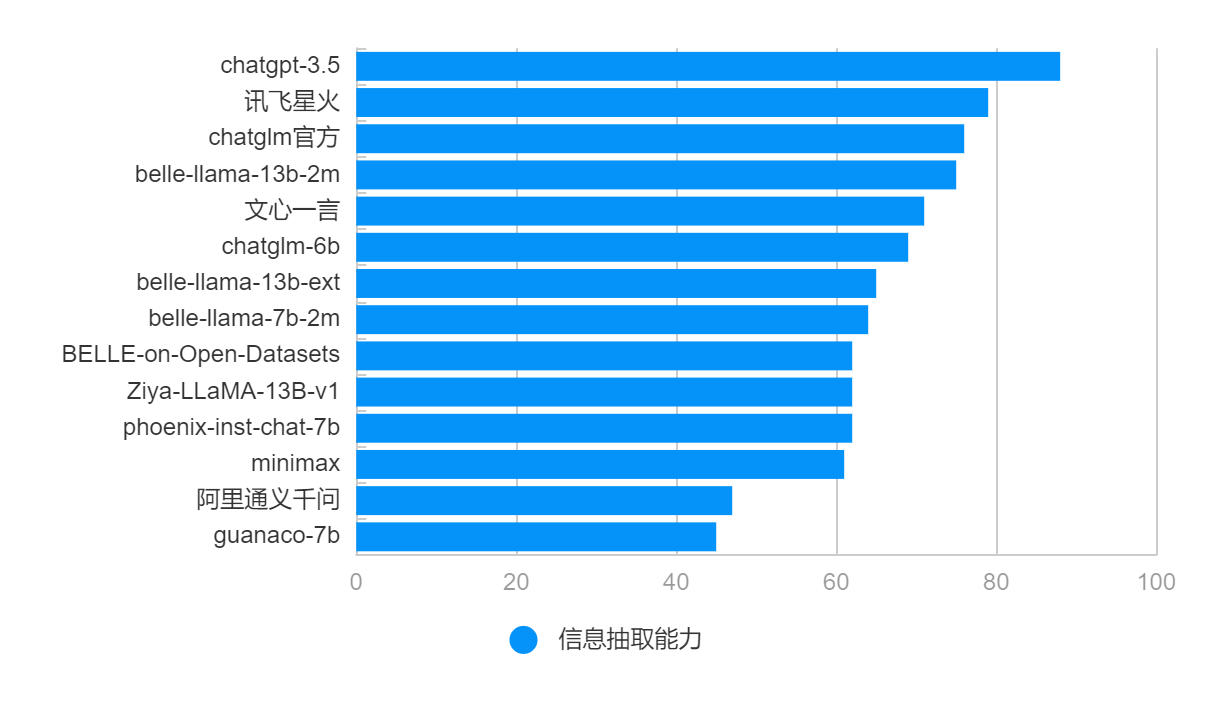 chatgpt-3.5
讯飞星火
chatglm官方
belle-llama-13b-2m
文心一言
chatglm-6b
belle-llama-13b-ext
belle-llama-7b-2m
BELLE-on-Open-Datasets
Ziya-LLaMA-13B-v1
phoenix-inst-chat-7b
minimax
阿里通义千问
guanaco-7b
0 20 40 60 80 100
信息抽取能力